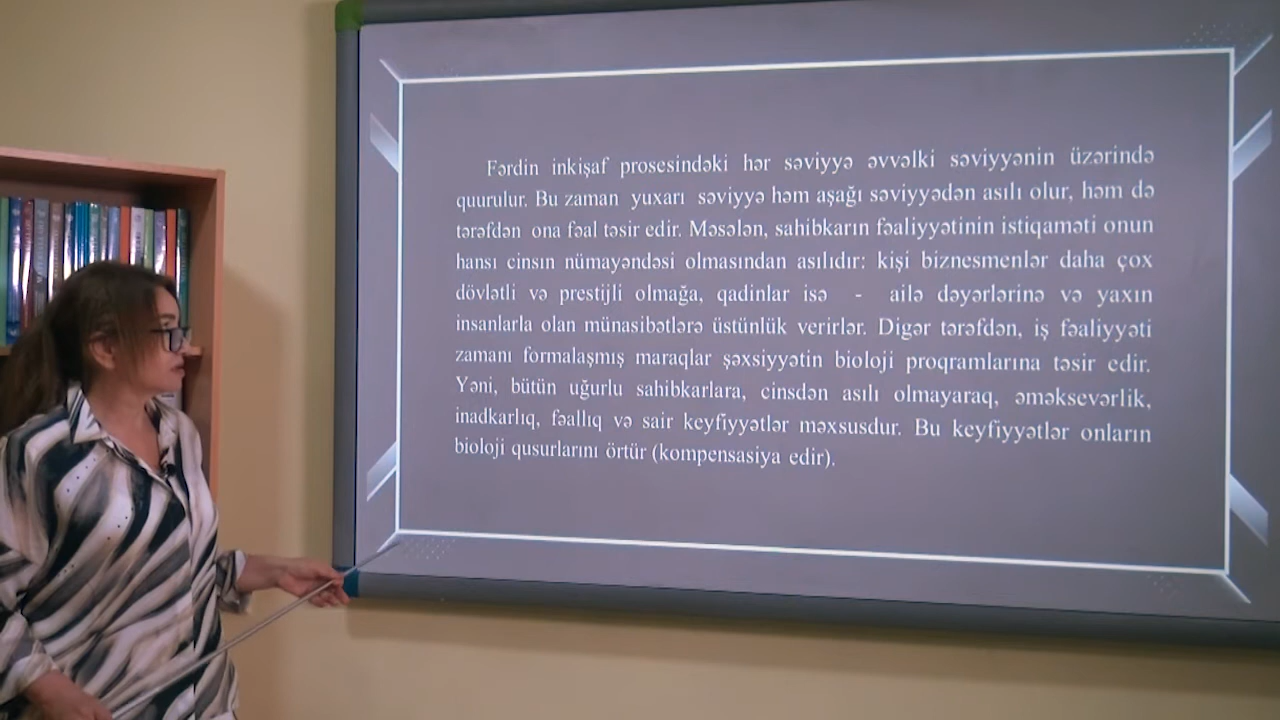 Fərdin inkişaf prosesindəki hər səviyyə əvvəlki səviyyənin üzərində
quurulur. Bu zaman yuxarı səviyyə həm aşağı səviyyədən asılı olur, həm də
tərəfdən ona fəal təsir edir. Məsələn, sahibkarın fəaliyyətinin istiqaməti onun
hansı cinsın nümayəndəsi olmasından asılıdır: kişi biznesmenlər daha çox
dövlətli və prestijli olmağa, qadinlar isə - ailə dəyərlərinə və yaxın
insanlarla olan münasibətlərə üstünlük verirlər. Digər tərəfdən, iş fəaliyyəti
zamanı formalaşmış maraqlar şəxsiyyətin bioloji proqramlarına təsir edir.
Yəni, bütün uğurlu sahibkarlara, cinsdən asılı olmayaraq, əməksevərlik,
inadkarlıq, fəallıq və sair keyfiyyətlər məxsusdur. Bu keyfiyyətlər onların
bioloji qusurlarını örtür (kompensasiya edir).